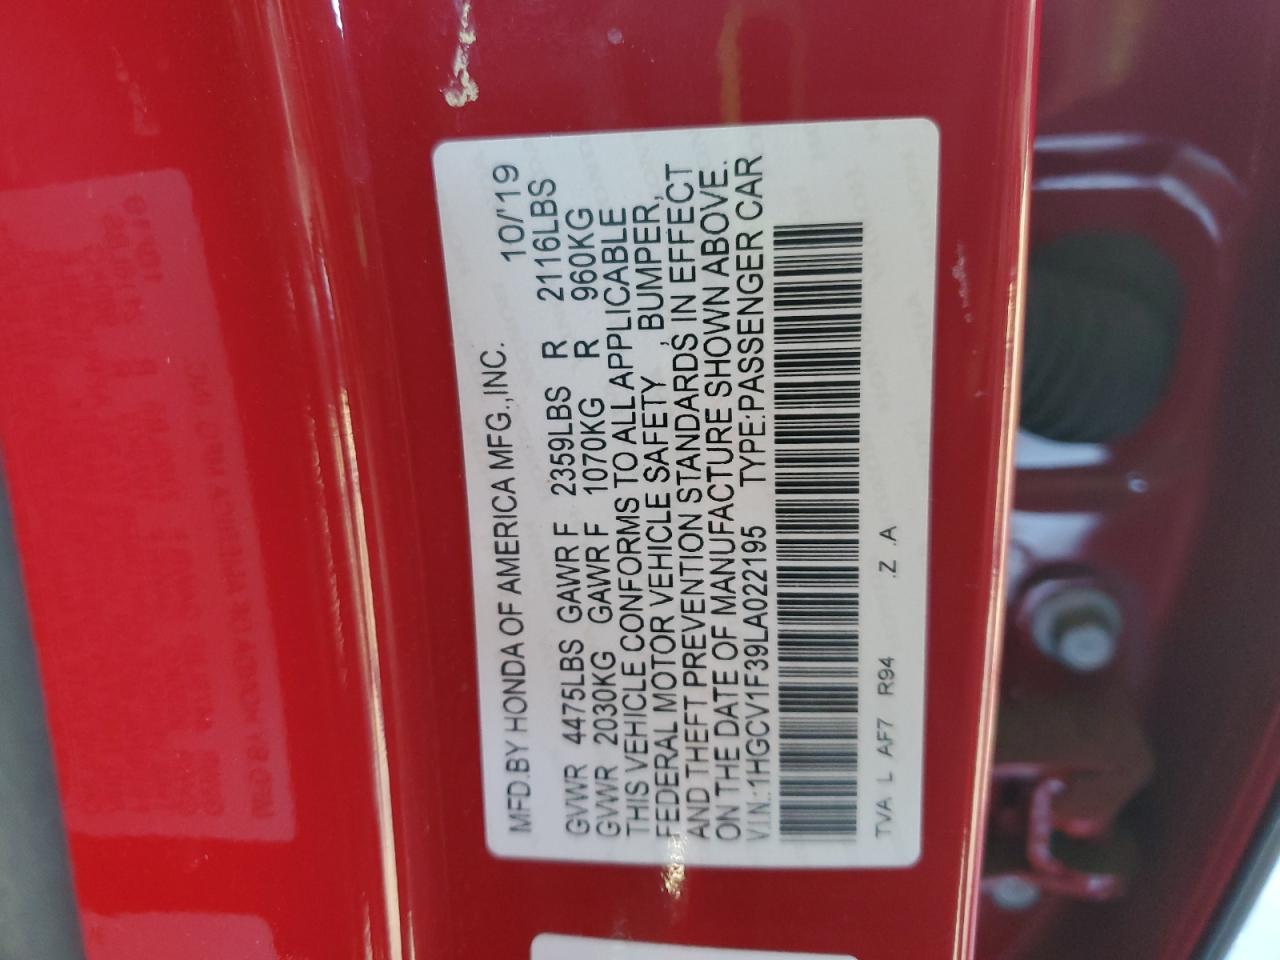 MFD.BY HONDA OF AMERICA MFG.,INC. 10/'19
GVWR 4475LBS GAWR F 2359LBS R 2116LBS
GVWR 2030KG GAWR F 1070KG R 960KG
THIS VEHICLE CONFORMS TO ALL APPLICABLE
FEDERAL MOTOR VEHICLE SAFETY , BUMPER,
AND THEFT PREVENTION STANDARDS IN EFFECT
ON THE DATE OF MANUFACTURE SHOWN ABOVE.
V.I.N.:1HGCV1F39LA022195 TYPE:PASSENGER CAR
TVA L AF7 R94 .Z .A